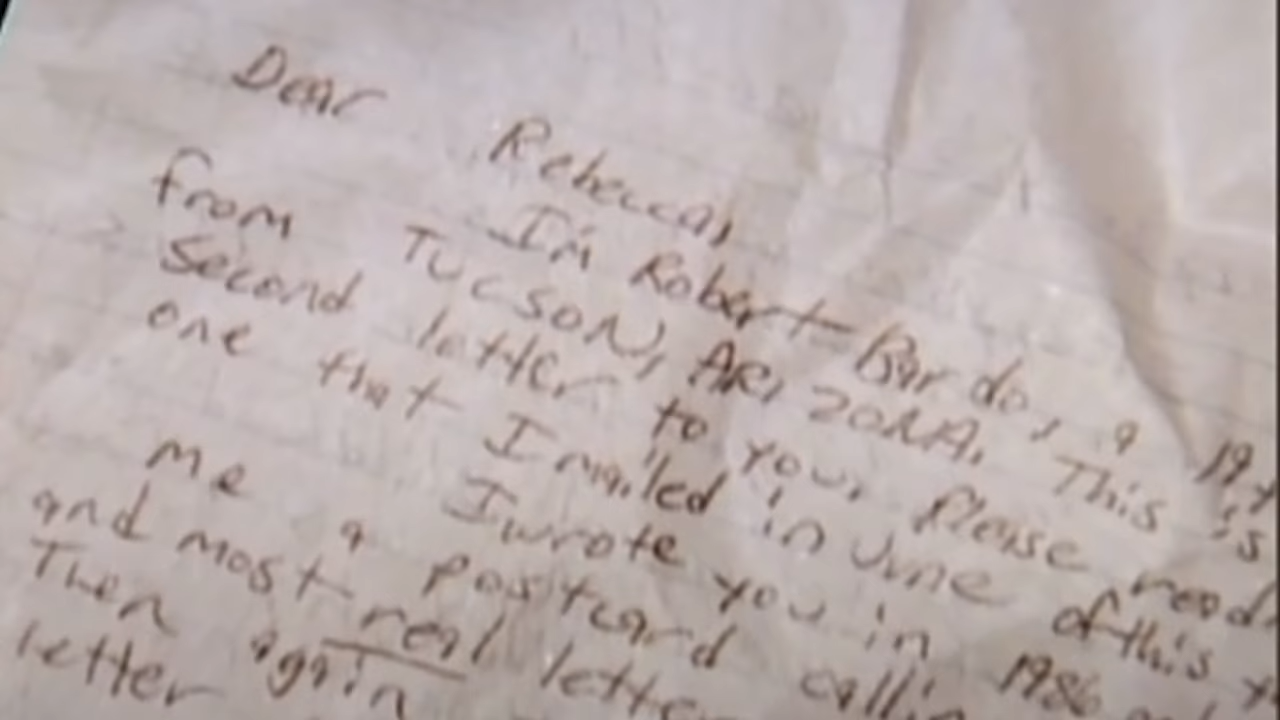 Dear Rebecca,
I'm Robert Bardo, a 19
from TUCSON, ARIZONA. This is
Second letter to you. Please read
one that I mailed in June of this
I wrote you in 1986
me a postcard
and most real letter
Then again
letter